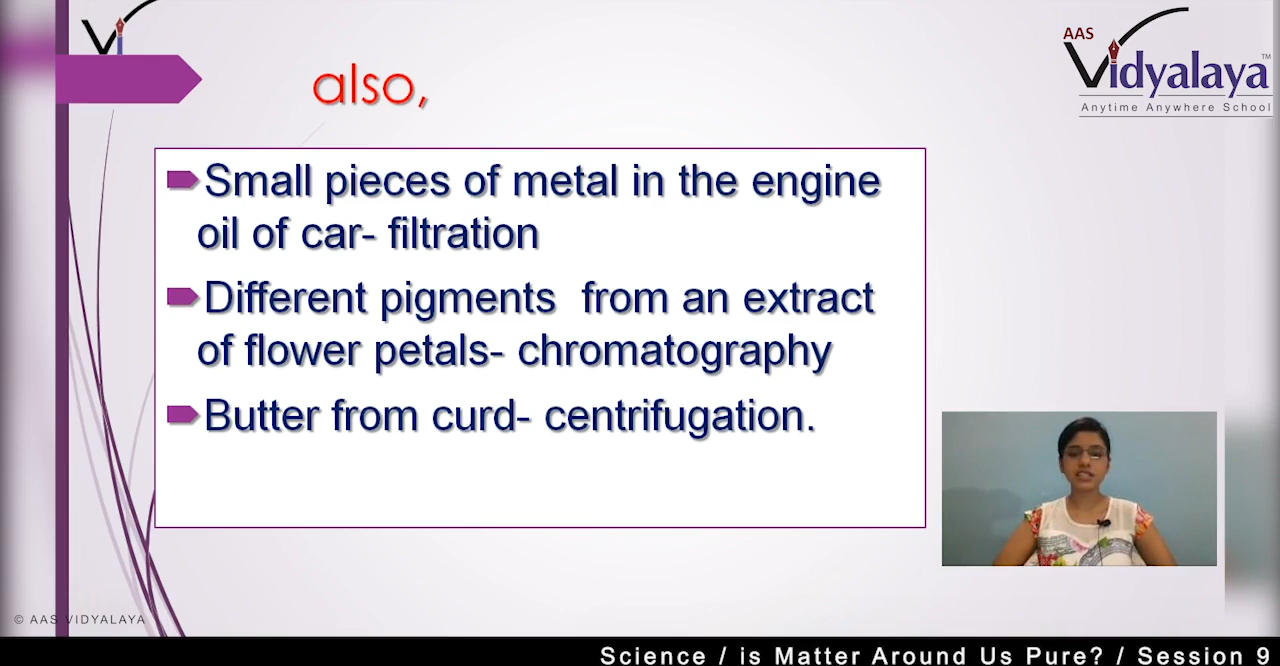 Vi
also,
AAS
Vidyalaya™
Anytime Anywhere School
Small pieces of metal in the engine
oil of car- filtration
Different pigments from an extract
of flower petals- chromatography
Butter from curd- centrifugation.
© AAS VIDYALAYA
Science / is Matter Around Us Pure? / Session 9